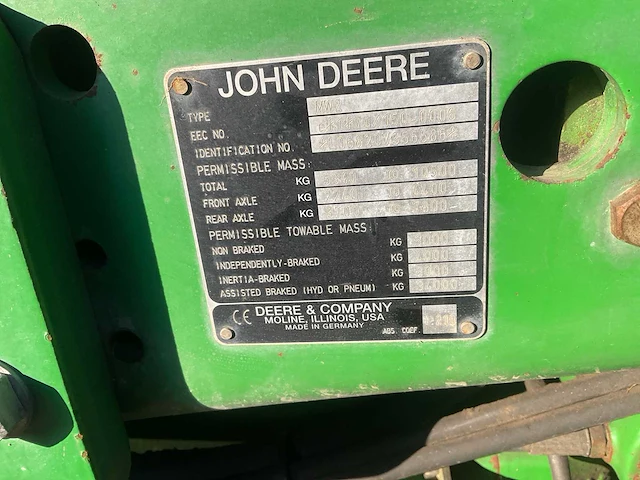 JOHN DEERE
TYPE
EEC NO.
IDENTIFICATION NO.
PERMISSIBLE MASS:
TOTAL KG
FRONT AXLE KG
REAR AXLE KG
PERMISSIBLE TOWABLE MASS
NON BRAKED KG
INDEPENDENTLY-BRAKED KG
INERTIA-BRAKED KG
ASSISTED BRAKED (HYD OR PNEUM) KG
CE DEERE & COMPANY
MOLINE, ILLINOIS, USA
MADE IN GERMANY
ABS. COEF.